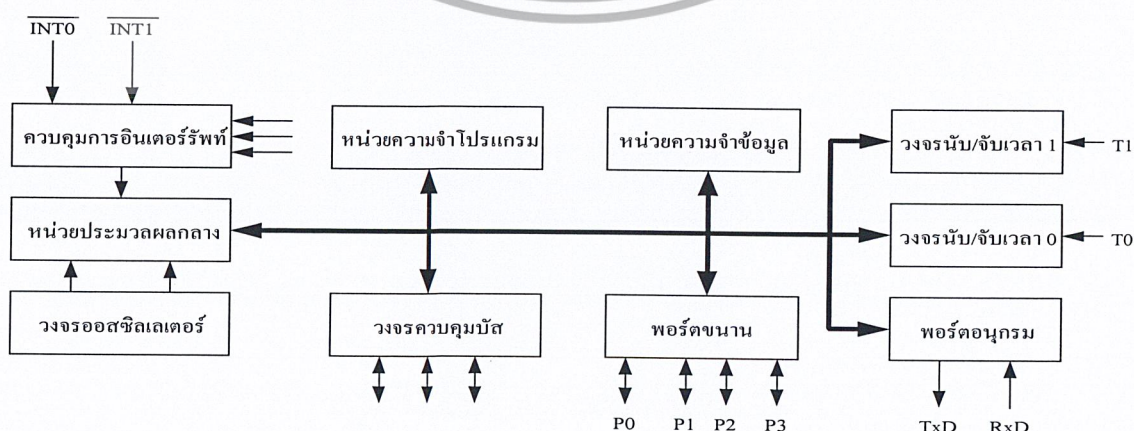 INT0 INT1
ควบคุมการอินเตอร์รัพท์
หน่วยความจำโปรแกรม
หน่วยความจำข้อมูล
วงจรนับ/จับเวลา 1
T1
หน่วยประมวลผลกลาง
วงจรนับ/จับเวลา 0
T0
วงจรออสซิลเลเตอร์
วงจรควบคุมบัส
พอร์ตขนาน
พอร์ตอนุกรม
P0 P1 P2 P3
TxD RxD